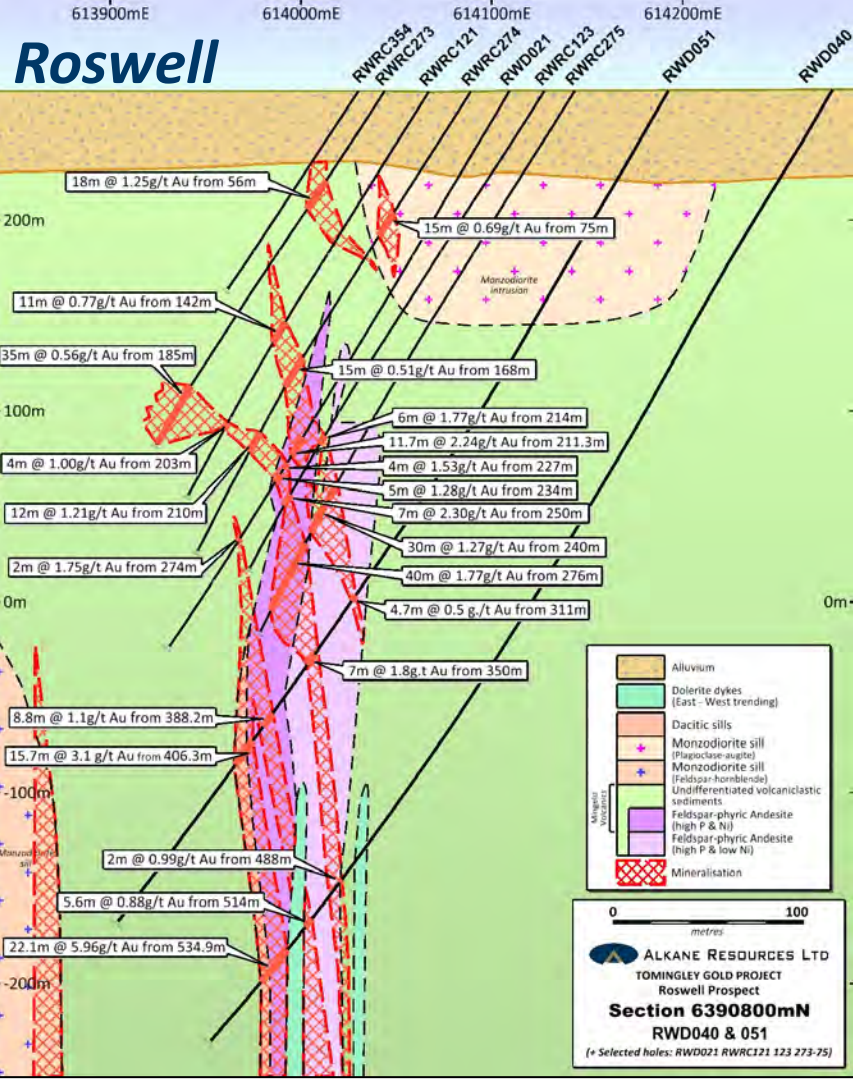 613900mE
614000mE
614100mE
614200mE
Roswell
RWRC354
RWRC273
RWRC121
RWRC274
RWD021
RWRC123
RWRC275
RWD051
RWD040
18m @ 1.25g/t Au from 56m
200m
15m @ 0.69g/t Au from 75m
Monzodiorite
intrusion
11m @ 0.77g/t Au from 142m
35m @ 0.56g/t Au from 185m
15m @ 0.51g/t Au from 168m
100m
6m @ 1.77g/t Au from 214m
11.7m @ 2.24g/t Au from 211.3m
4m @ 1.00g/t Au from 203m
4m @ 1.53g/t Au from 227m
5m @ 1.28g/t Au from 234m
12m @ 1.21g/t Au from 210m
7m @ 2.30g/t Au from 250m
30m @ 1.27g/t Au from 240m
2m @ 1.75g/t Au from 274m
40m @ 1.77g/t Au from 276m
0m
0m
4.7m @ 0.5 g./t Au from 311m
7m @ 1.8g.t Au from 350m
8.8m @ 1.1g/t Au from 388.2m
15.7m @ 3.1 g/t Au from 406.3m
-100m
2m @ 0.99g/t Au from 488m
5.6m @ 0.88g/t Au from 514m
22.1m @ 5.96g/t Au from 534.9m
-200m
sill
Alluvium
Dolerite dykes
(East - West trending)
Dacitic sills
Monzodiorite sill
(Plagioclase-augite)
Monzodiorite sill
(Feldspar-hornblende)
Mingelo
Volcanics
Undifferentiated volcaniclastic
sediments
Feldspar-phyric Andesite
(high P & Ni)
Feldspar-phyric Andesite
(high P & low Ni)
Mineralisation
0
100
metres
ALKANE RESOURCES LTD
TOMINGLEY GOLD PROJECT
Roswell Prospect
Section 6390800mN
RWD040 & 051
(+ Selected holes: RWD021 RWRC121 123 273-75)